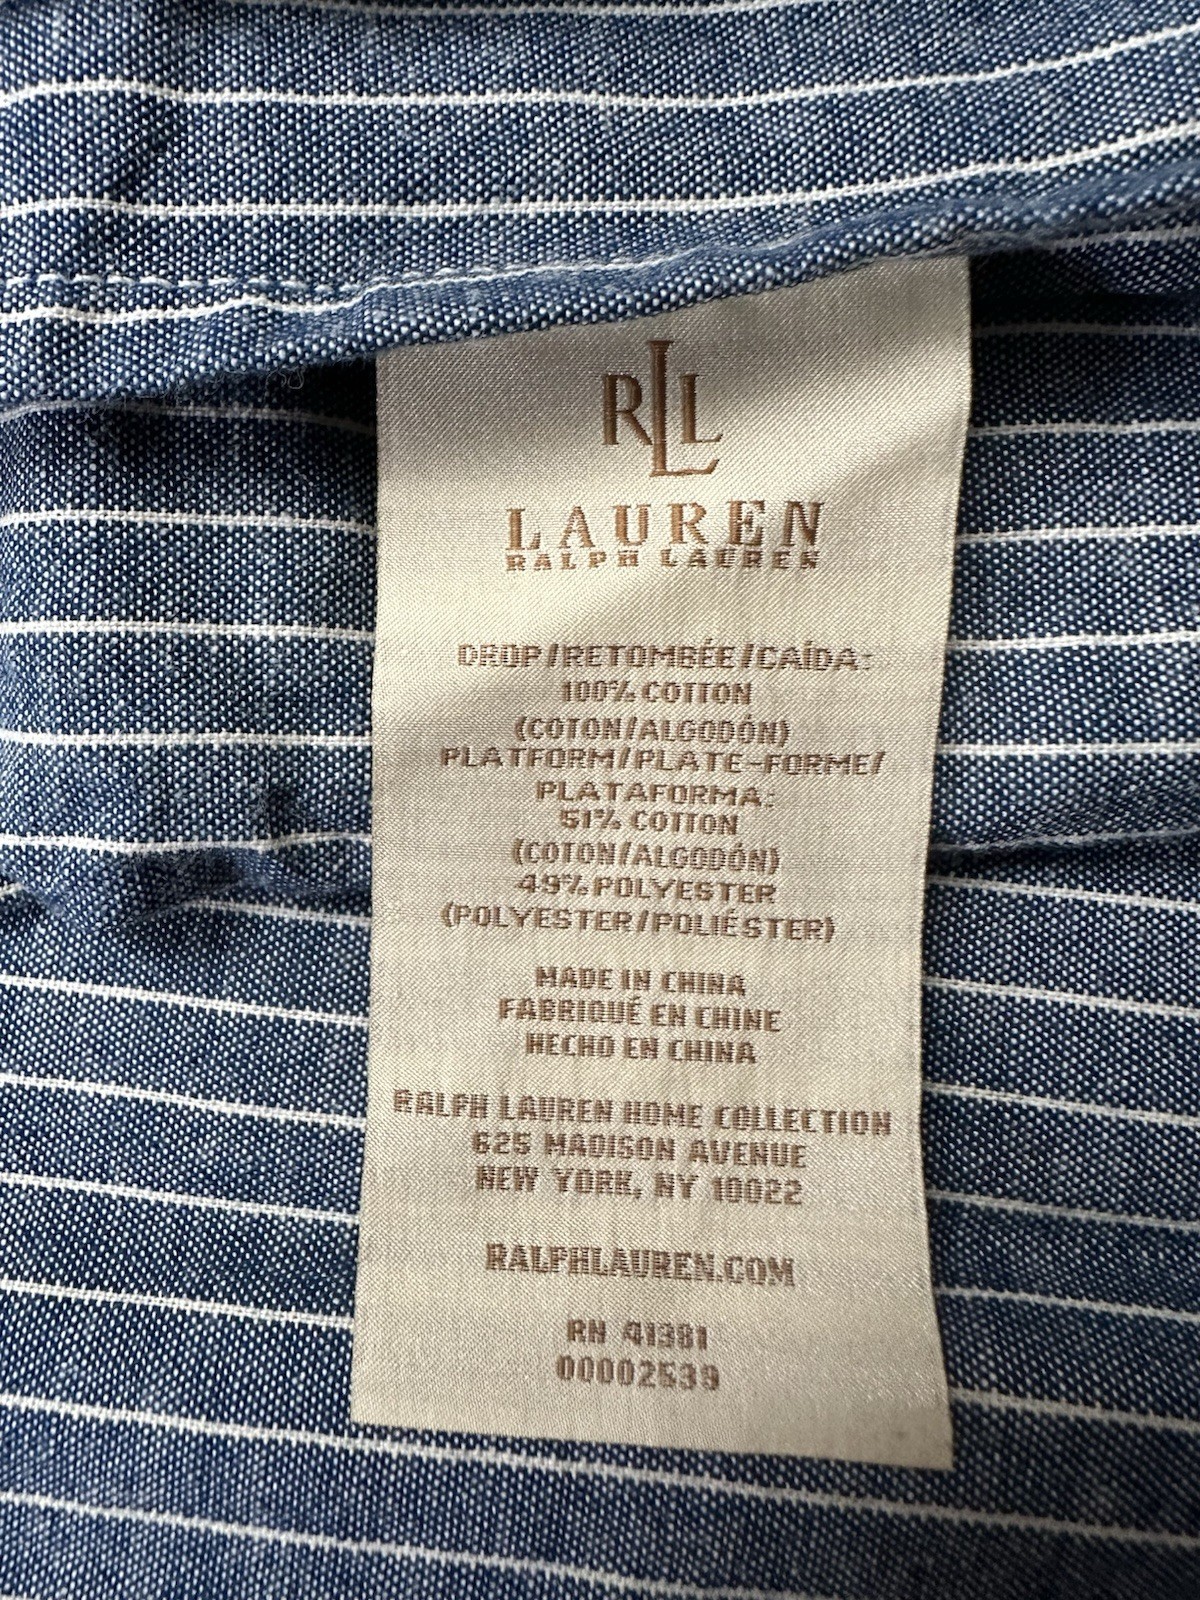 RLL
LAUREN
RALPH LAUREN
DROP/RETOMBÉE/CAÍDA:
100% COTTON
(COTON/ALGODÓN)
PLATFORM/PLATE-FORME/
PLATAFORMA:
51% COTTON
(COTON/ALGODÓN)
49% POLYESTER
(POLYESTER/POLIÉSTER)
MADE IN CHINA
FABRIQUÉ EN CHINE
HECHO EN CHINA
RALPH LAUREN HOME COLLECTION
625 MADISON AVENUE
NEW YORK, NY 10022
RALPHLAUREN.COM
RN 41381
00002539